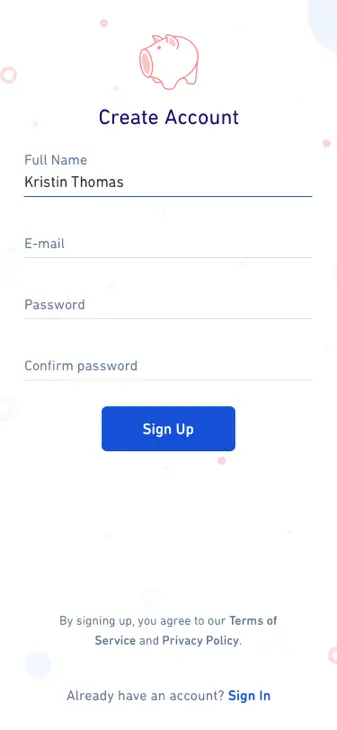 Create Account
Full Name
Kristin Thomas
E-mail
Password
Confirm password
Sign Up
By signing up, you agree to our Terms of
Service and Privacy Policy.
Already have an account? Sign In